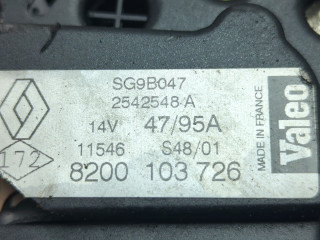 SG9B047
2542548 A
14V 47/95A
11546 S48/01
172
8200 103 726
MADE IN FRANCE
Valeo